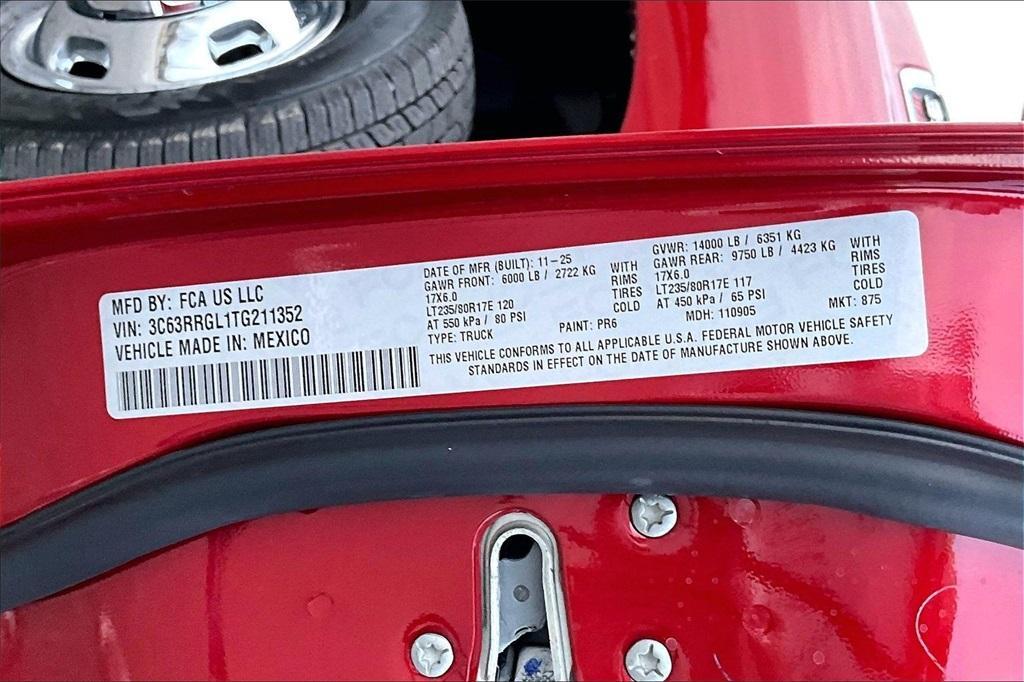 MFD BY: FCA US LLC
VIN: 3C63RRGL1TG211352
VEHICLE MADE IN: MEXICO
DATE OF MFR (BUILT): 11-25
GAWR FRONT: 6000 LB / 2722 KG WITH
17X6.0 RIMS
LT235/80R17E 120 TIRES
AT 550 kPa / 80 PSI COLD
TYPE: TRUCK PAINT: PR6
GVWR: 14000 LB / 6351 KG
GAWR REAR: 9750 LB / 4423 KG WITH
17X6.0 RIMS
LT235/80R17E 117 TIRES
AT 450 kPa / 65 PSI COLD
MDH: 110905 MKT: 875
THIS VEHICLE CONFORMS TO ALL APPLICABLE U.S.A. FEDERAL MOTOR VEHICLE SAFETY
STANDARDS IN EFFECT ON THE DATE OF MANUFACTURE SHOWN ABOVE.